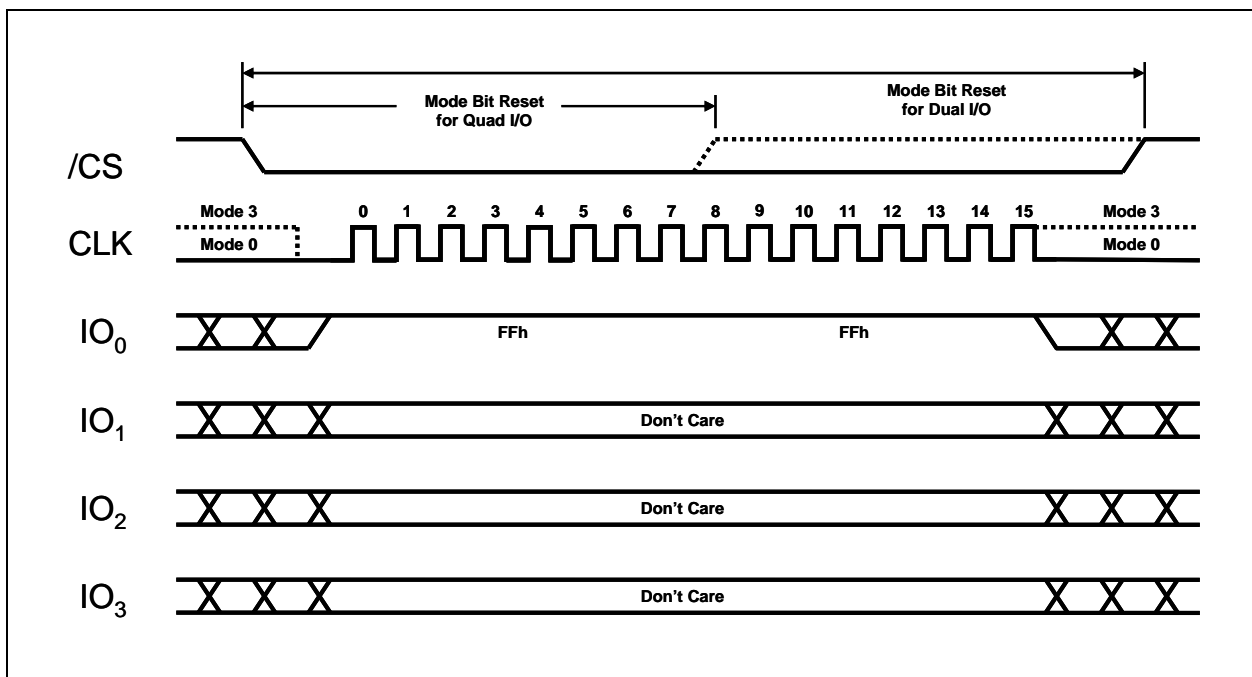 Mode Bit Reset
for Quad I/O
Mode Bit Reset
for Dual I/O
/CS
Mode 3
0 1 2 3 4 5 6 7 8 9 10 11 12 13 14 15
Mode 3
CLK
Mode 0
Mode 0
IO0
FFh
FFh
IO1
Don't Care
IO2
Don't Care
IO3
Don't Care